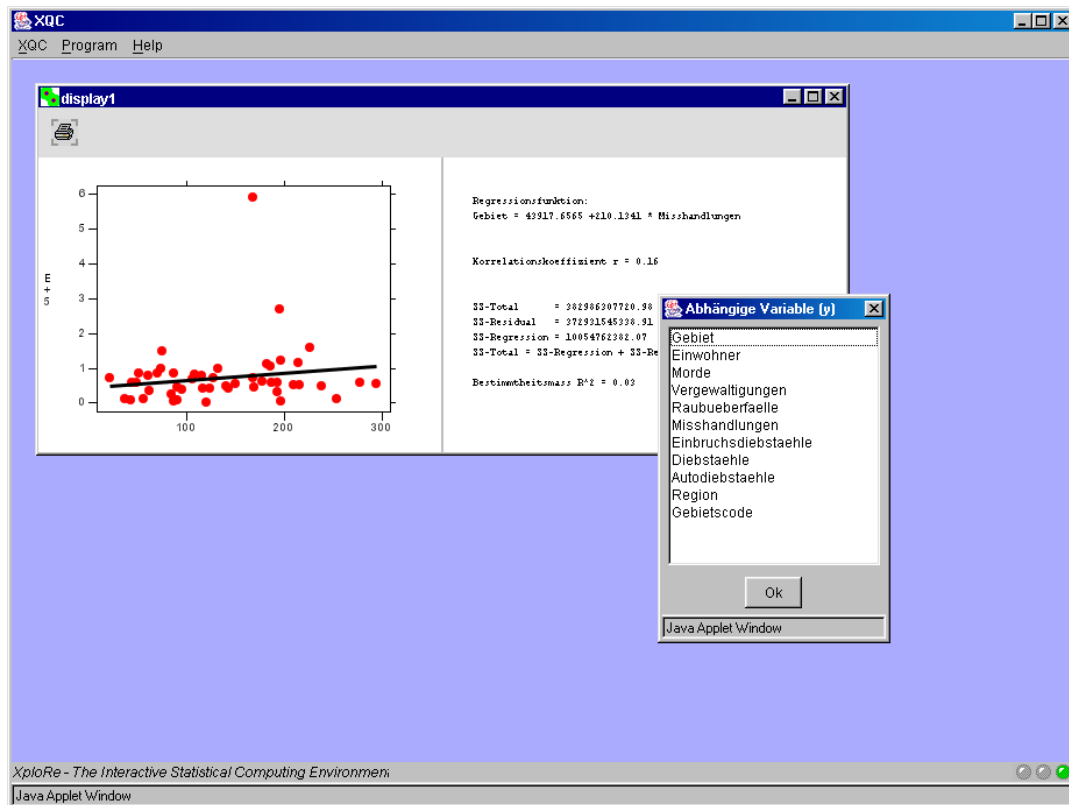 XQC
XQC Program Help
display1
6
5
4
3
2
1
0
E
+
5
100 200 300
Regressionsfunktion:
Gebiet = 43917.6565 +210.1341 * Misshandlungen
Korrelationskoeffizient r = 0.16
SS-Total = 382986307720.98
SS-Residual = 372931545338.91
SS-Regression = 10054762382.07
SS-Total = SS-Regression + SS-Re
Bestimmtheitsmass R^2 = 0.03
Abhängige Variable (y)
Gebiet
Einwohner
Morde
Vergewaltigungen
Raubueberfaelle
Misshandlungen
Einbruchsdiebstaehle
Diebstaehle
Autodiebstaehle
Region
Gebietscode
Ok
Java Applet Window
XploRe - The Interactive Statistical Computing Environmen
Java Applet Window